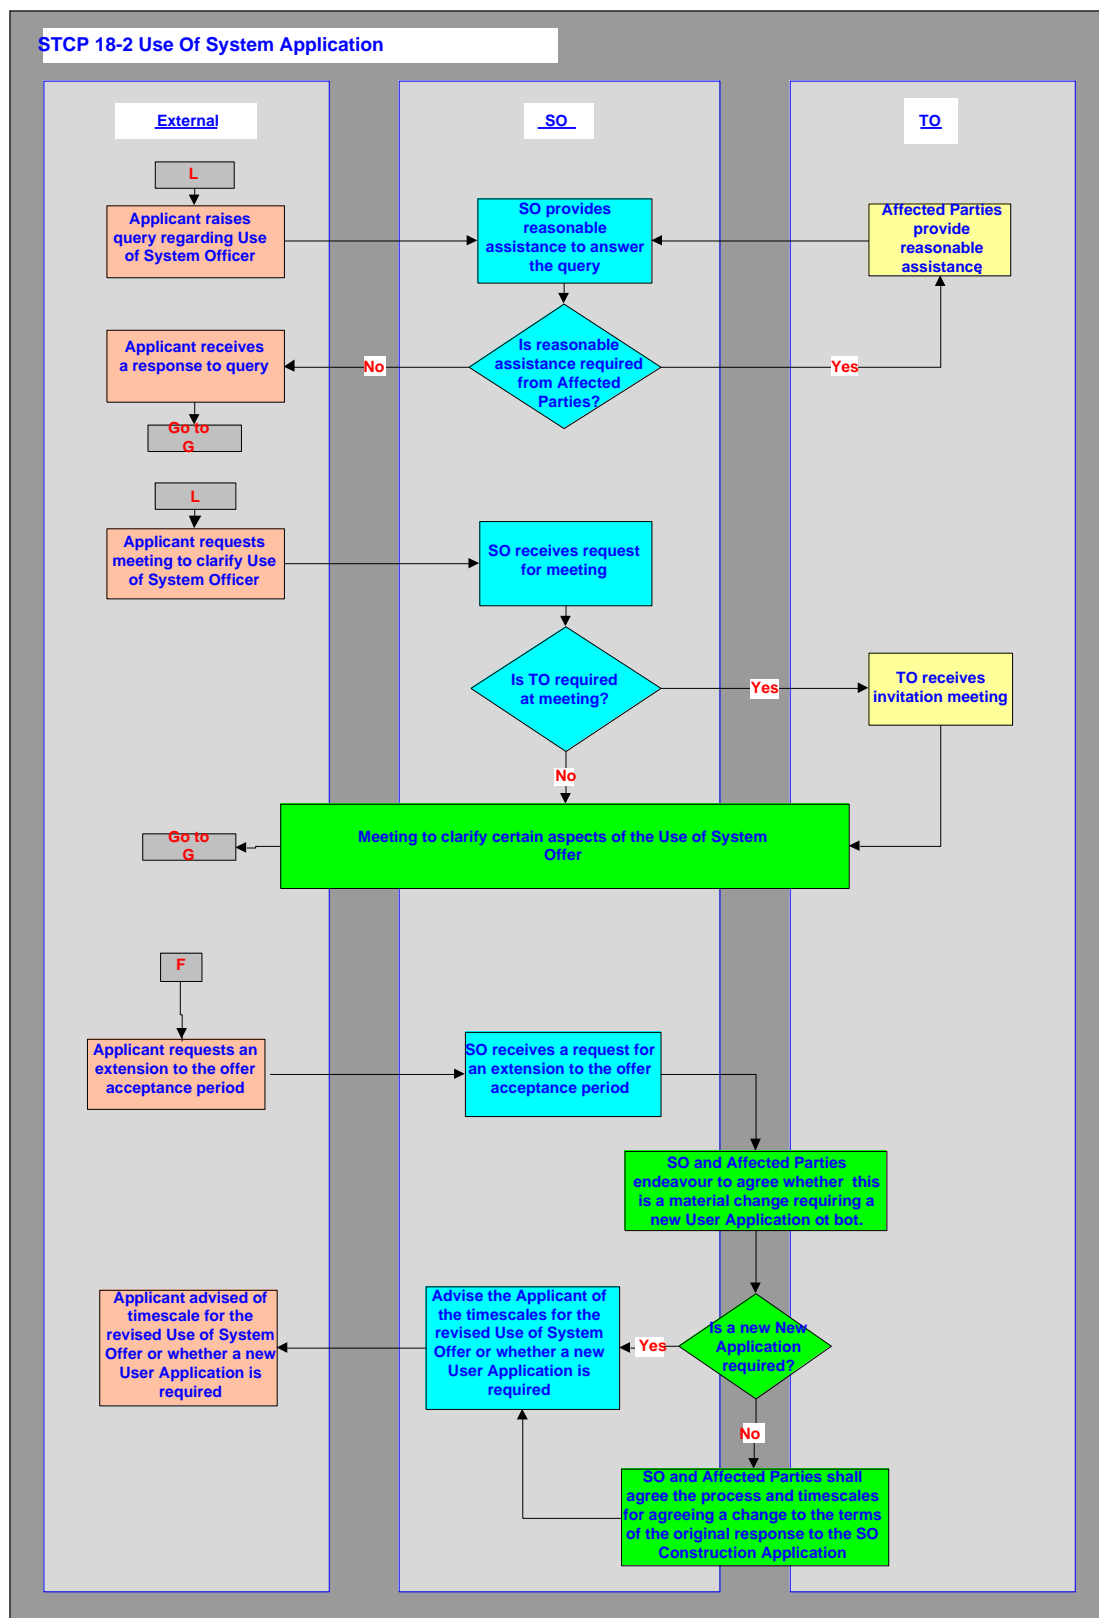 STCP 18-2 Use Of System Application
External
SO
TO
L
Applicant raises
query regarding Use
of System Officer
SO provides
reasonable
assistance to answer
the query
Affected Parties
provide
reasonable
assistance
Applicant receives
a response to query
No
Is reasonable
assistance required
from Affected
Parties?
Yes
Go to
G
L
Applicant requests
meeting to clarify Use
of System Officer
SO receives request
for meeting
Is TO required
at meeting?
Yes
TO receives
invitation meeting
No
Go to
G
Meeting to clarify certain aspects of the Use of System
Offer
F
Applicant requests an
extension to the offer
acceptance period
SO receives a request for
an extension to the offer
acceptance period
SO and Affected Parties
endeavour to agree whether this
is a material change requiring a
new User Application ot bot.
Applicant advised of
timescale for the
revised Use of System
Offer or whether a new
User Application is
required
Advise the Applicant of
the timescales for the
revised Use of System
Offer or whether a new
User Application is
required
Yes
Is a new New
Application
required?
No
SO and Affected Parties shall
agree the process and timescales
for agreeing a change to the terms
of the original response to the SO
Construction Application